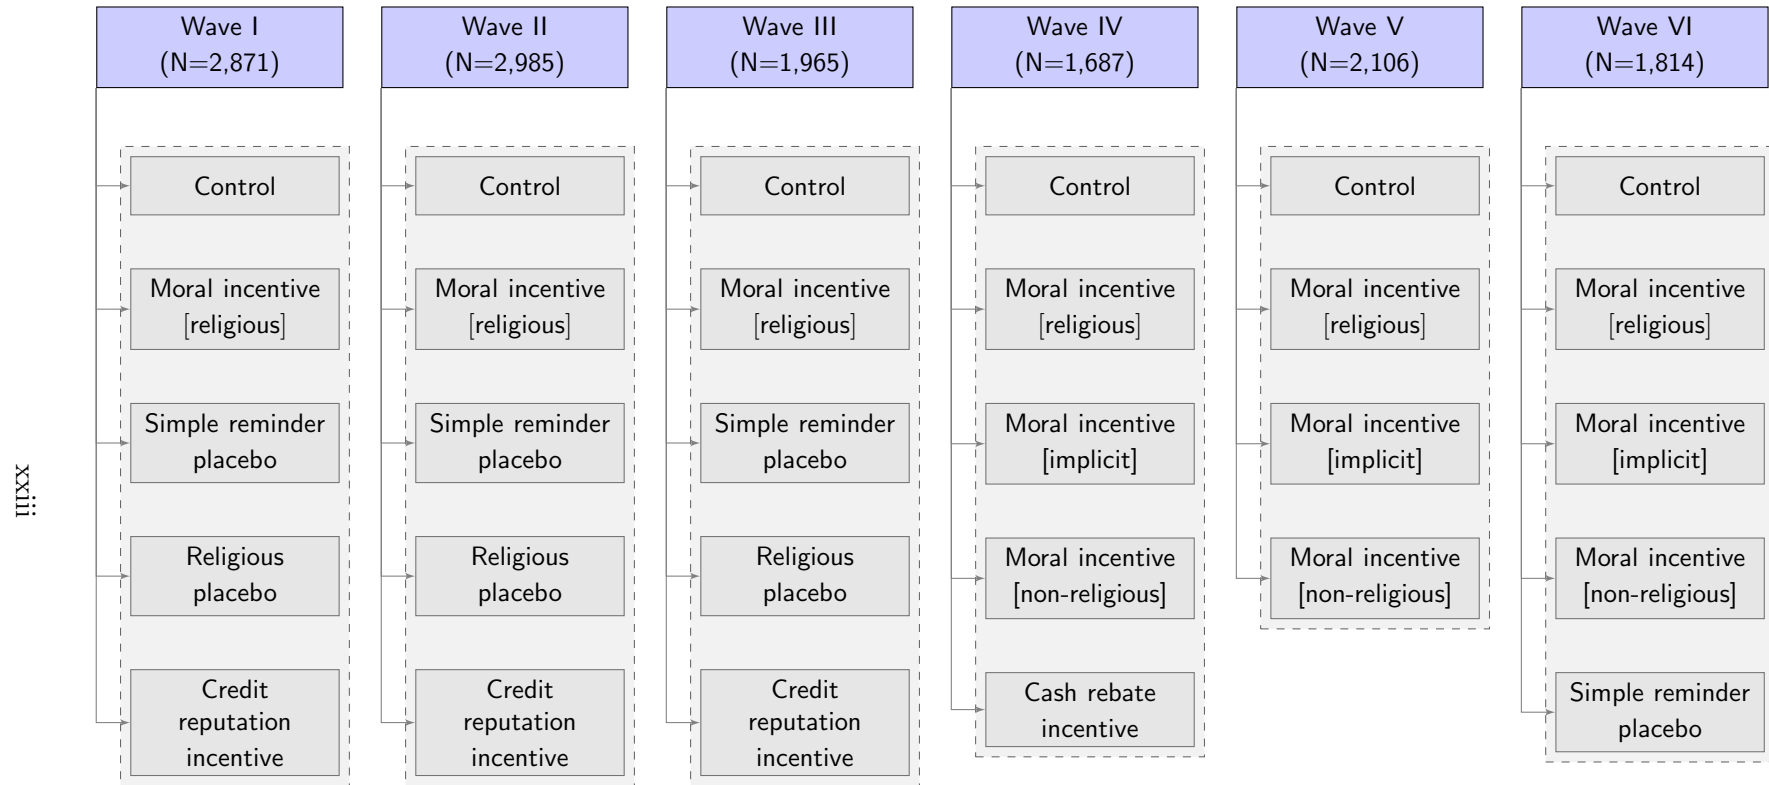 Wave I
(N=2,871)
Control
Moral incentive
[religious]
Simple reminder
placebo
Religious
placebo
Credit
reputation
incentive
Wave II
(N=2,985)
Control
Moral incentive
[religious]
Simple reminder
placebo
Religious
placebo
Credit
reputation
incentive
Wave III
(N=1,965)
Control
Moral incentive
[religious]
Simple reminder
placebo
Religious
placebo
Credit
reputation
incentive
Wave IV
(N=1,687)
Control
Moral incentive
[religious]
Moral incentive
[implicit]
Moral incentive
[non-religious]
Cash rebate
incentive
Wave V
(N=2,106)
Control
Moral incentive
[religious]
Moral incentive
[implicit]
Moral incentive
[non-religious]
Wave VI
(N=1,814)
Control
Moral incentive
[religious]
Moral incentive
[implicit]
Moral incentive
[non-religious]
Simple reminder
placebo
xxiii